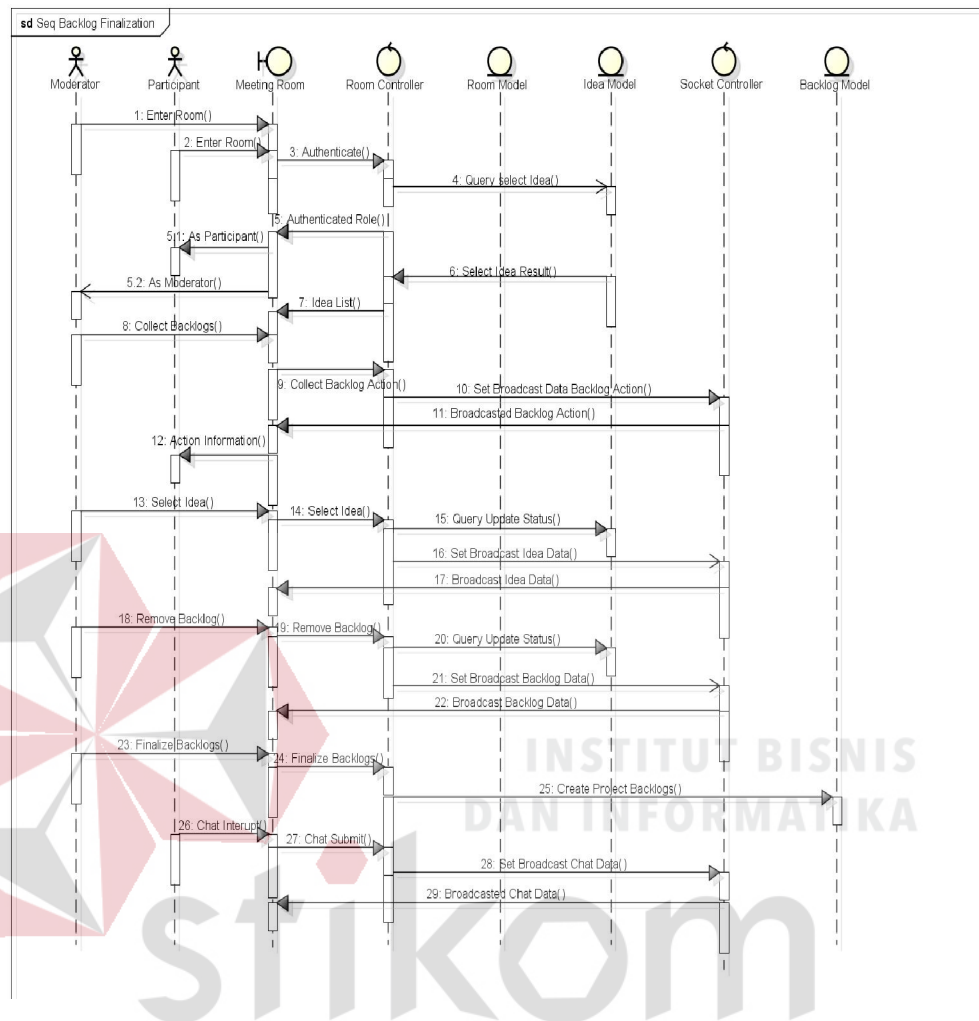 sd Seq Backlog Finalization
Moderator
Participant
Meeting Room
Room Controller
Room Model
Idea Model
Socket Controller
Backlog Model
1: Enter Room()
2: Enter Room()
3: Authenticate()
4: Query select Idea()
5: Authenticated Role()
5.1: As Participant()
6: Select Idea Result()
5.2: As Moderator()
7: Idea List()
8: Collect Backlogs()
9: Collect Backlog Action()
10: Set Broadcast Data Backlog Action()
11: Broadcasted Backlog Action()
12: Action Information()
13: Select Idea()
14: Select Idea()
15: Query Update Status()
16: Set Broadcast Idea Data()
17: Broadcast Idea Data()
18: Remove Backlog()
19: Remove Backlog()
20: Query Update Status()
21: Set Broadcast Backlog Data()
22: Broadcast Backlog Data()
23: Finalize Backlogs()
24: Finalize Backlogs()
INSTITUT BISNIS
25: Create Project Backlogs()
DAN INFORMATIKA
26: Chat Interupt()
27: Chat Submit()
28: Set Broadcast Chat Data()
29: Broadcasted Chat Data()
stikom